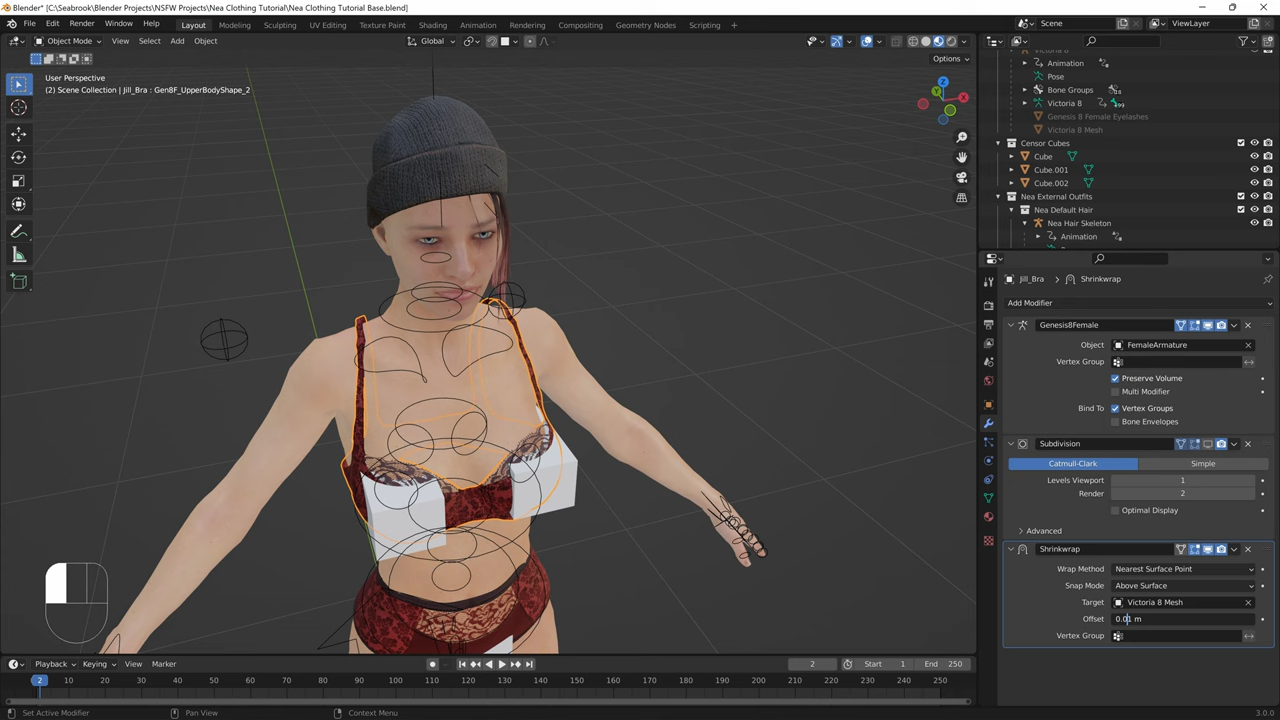 Blender* [C:\Seabrook\Blender Projects\NSFW Projects\Nea Clothing Tutorial\Nea Clothing Tutorial Base.blend]
File Edit Render Window Help Layout Modeling Sculpting UV Editing Texture Paint Shading Animation Rendering Compositing Geometry Nodes Scripting + Scene ViewLayer
Object Mode View Select Add Object Global
Options
User Perspective
(2) Scene Collection | Jill_Bra : Gen8F_UpperBodyShape_2
Z
X
Y
Animation
Pose
Bone Groups
Victoria 8
Genesis 8 Female Eyelashes
Victoria 8 Mesh
Censor Cubes
Cube
Cube.001
Cube.002
Nea External Outfits
Nea Default Hair
Nea Hair Skeleton
Animation
Jill_Bra Shrinkwrap
Add Modifier
Genesis8Female
Object FemaleArmature
Vertex Group
Preserve Volume
Multi Modifier
Bind To Vertex Groups
Bone Envelopes
Subdivision
Catmull-Clark Simple
Levels Viewport 1
Render 2
Optimal Display
Advanced
Shrinkwrap
Wrap Method Nearest Surface Point
Snap Mode Above Surface
Target Victoria 8 Mesh
Offset 0.01 m
Vertex Group
Playback Keying View Marker 2 Start 1 End 250
2 10 20 30 40 50 60 70 80 90 100 110 120 130 140 150 160 170 180 190 200 210 220 230 240 250
Set Active Modifier Pan View Context Menu 3.0.0